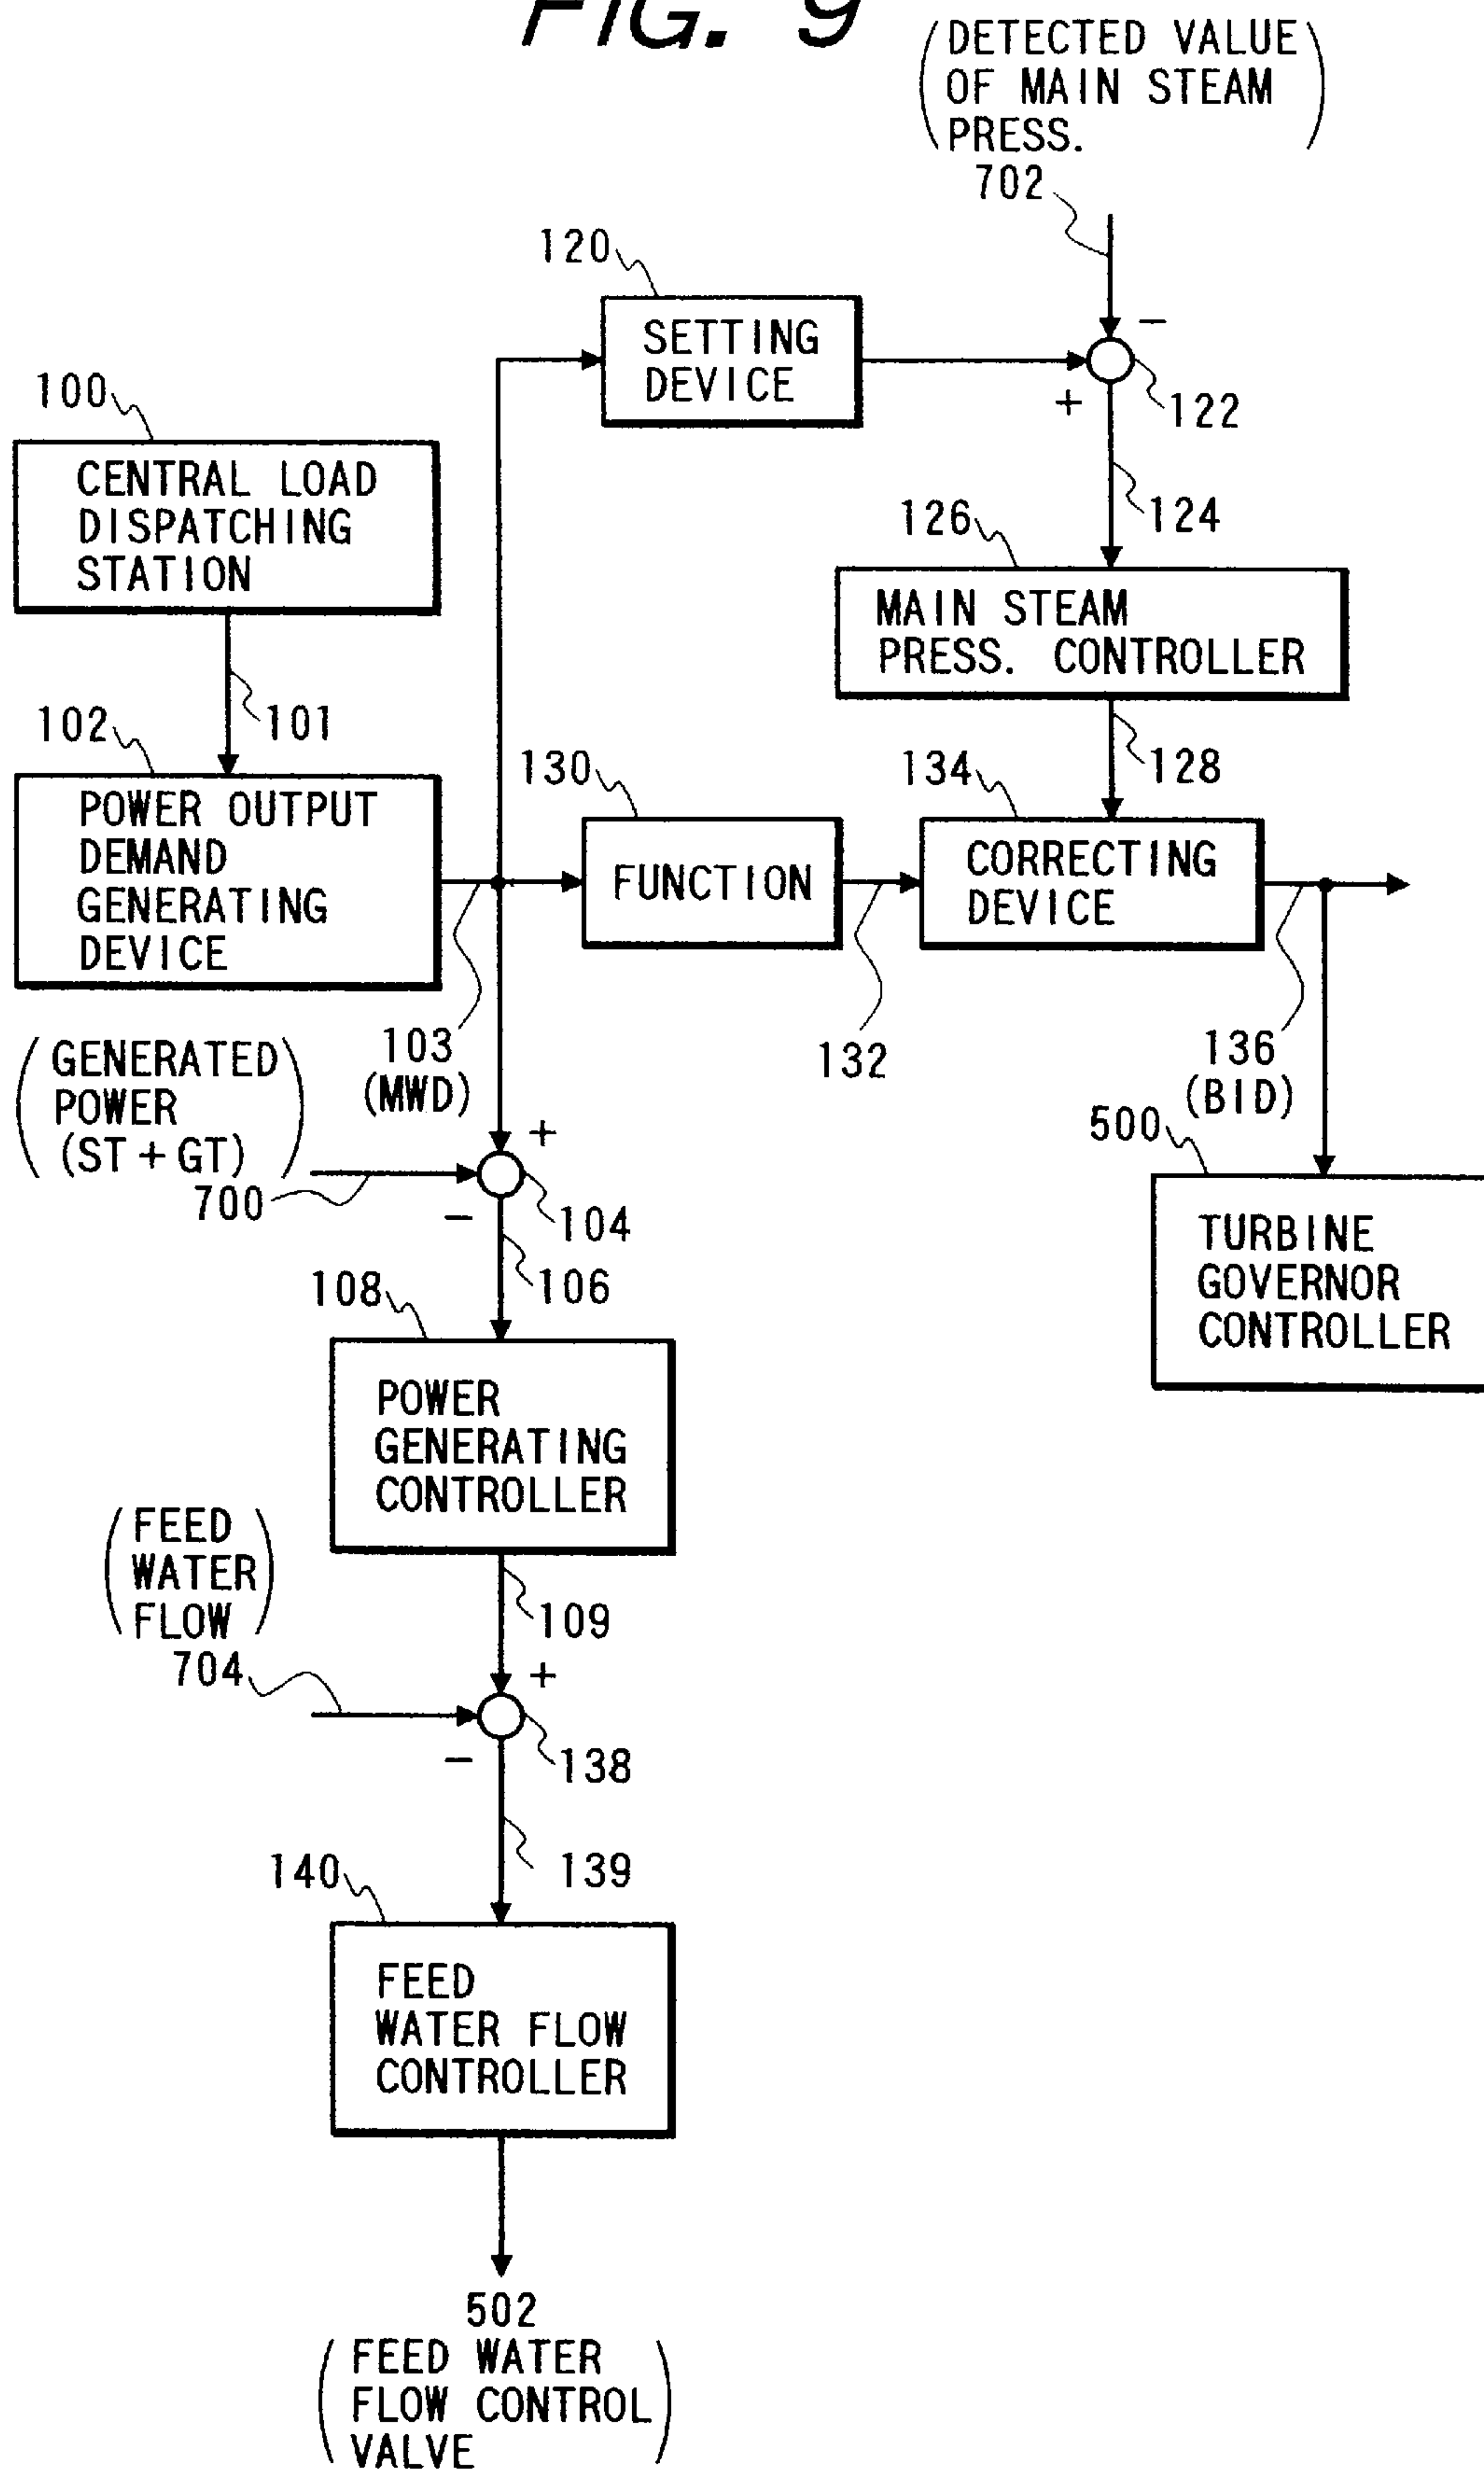 FIG. 9
(DETECTED VALUE
OF MAIN STEAM
PRESS.)
702
120
SETTING
DEVICE
−
+
122
100
CENTRAL LOAD
DISPATCHING
STATION
124
126
MAIN STEAM
PRESS. CONTROLLER
101
102
POWER OUTPUT
DEMAND
GENERATING
DEVICE
128
130
FUNCTION
134
CORRECTING
DEVICE
103
(MWD)
132
136
(BID)
(GENERATED
POWER
(ST+GT))
700
+
−
104
500
TURBINE
GOVERNOR
CONTROLLER
106
108
POWER
GENERATING
CONTROLLER
(FEED
WATER
FLOW)
704
109
+
−
138
139
140
FEED
WATER FLOW
CONTROLLER
502
(FEED WATER
FLOW CONTROL
VALVE)